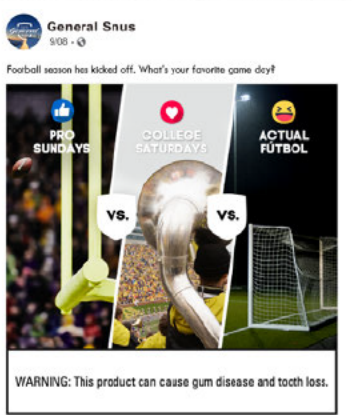 General Snus
9/08
Football season has kicked off. What's your favorite game day?
PRO
SUNDAYS
COLLEGE
SATURDAYS
ACTUAL
FÚTBOL
VS.
VS.
WARNING: This product can cause gum disease and tooth loss.